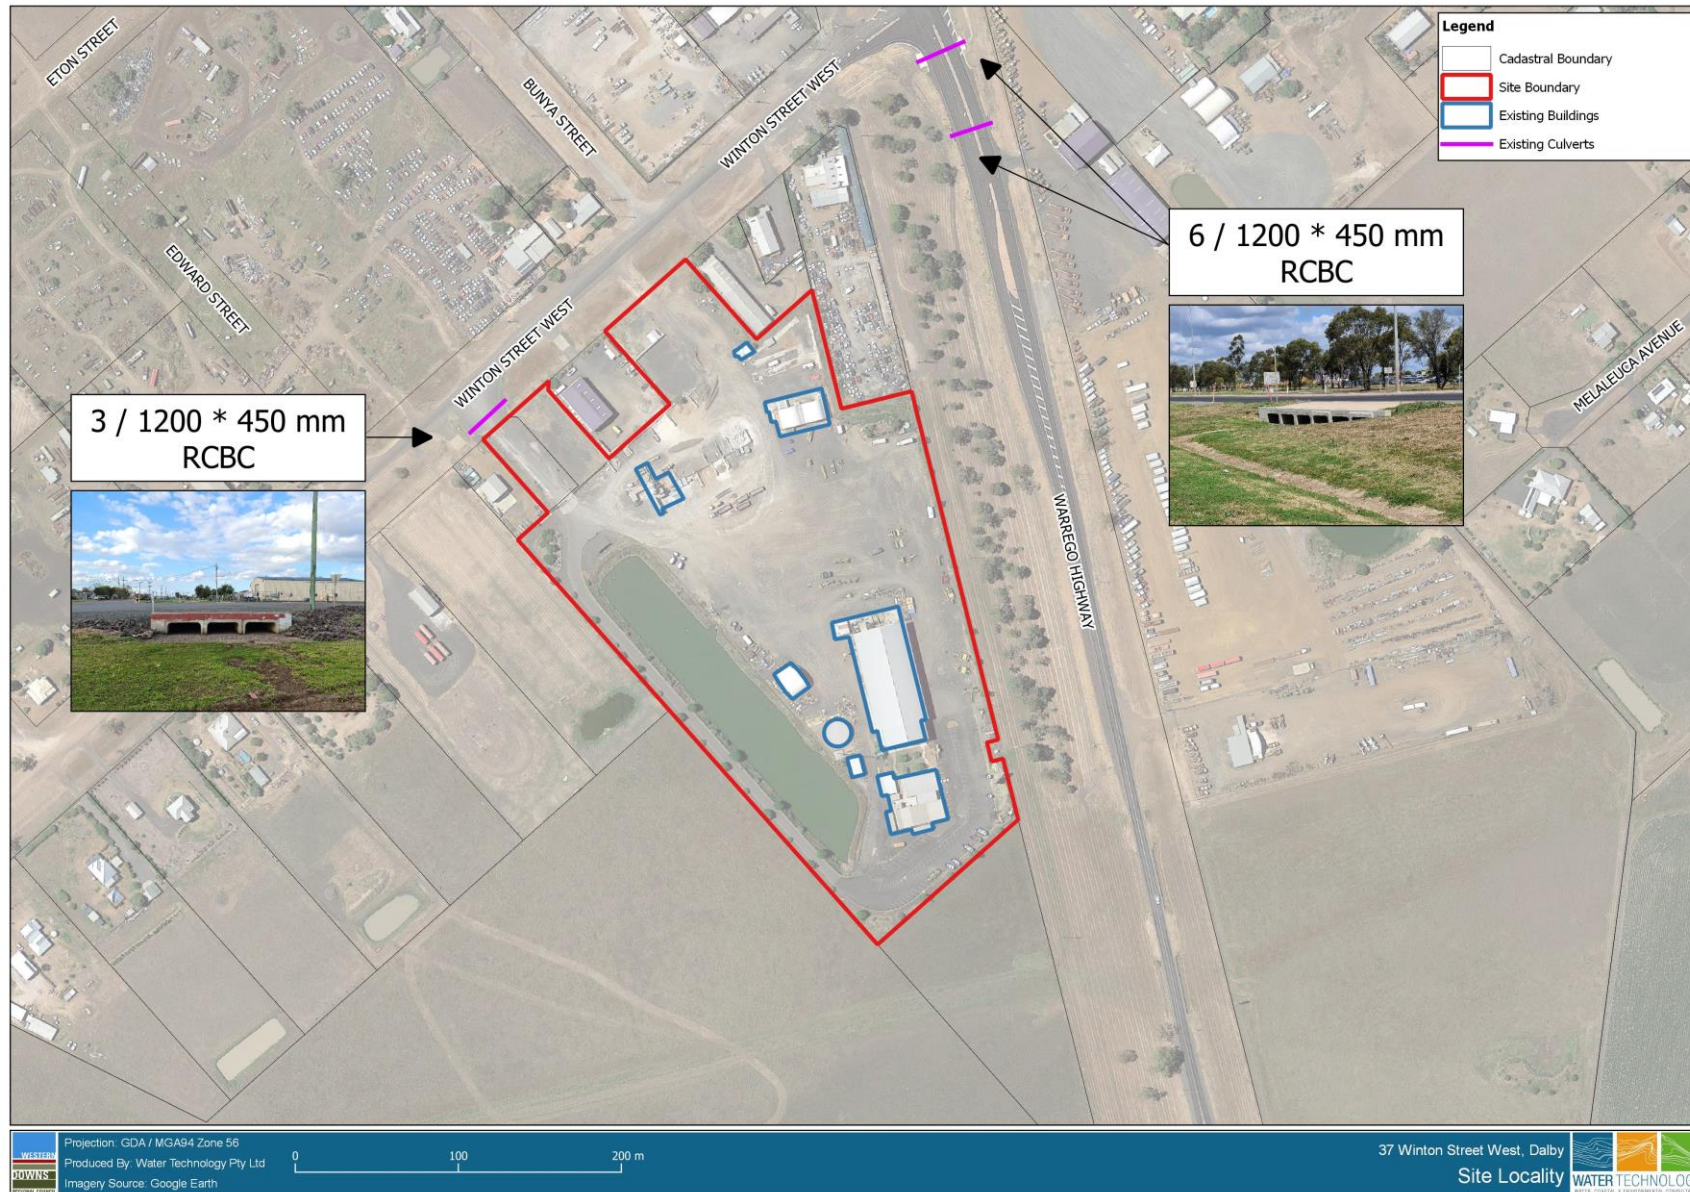 ETON STREET
BUNYA STREET
WINTON STREET WEST
EDWARD STREET
WINTON STREET WEST
MELALEUCA AVENUE
WARREGO HIGHWAY
Legend
Cadastral Boundary
Site Boundary
Existing Buildings
Existing Culverts
6 / 1200 * 450 mm
RCBC
3 / 1200 * 450 mm
RCBC
WESTERN
DOWNS
Projection: GDA / MGA94 Zone 56
Produced By: Water Technology Pty Ltd
Imagery Source: Google Earth
0 100 200 m
37 Winton Street West, Dalby
Site Locality
WATER TECHNOLOG